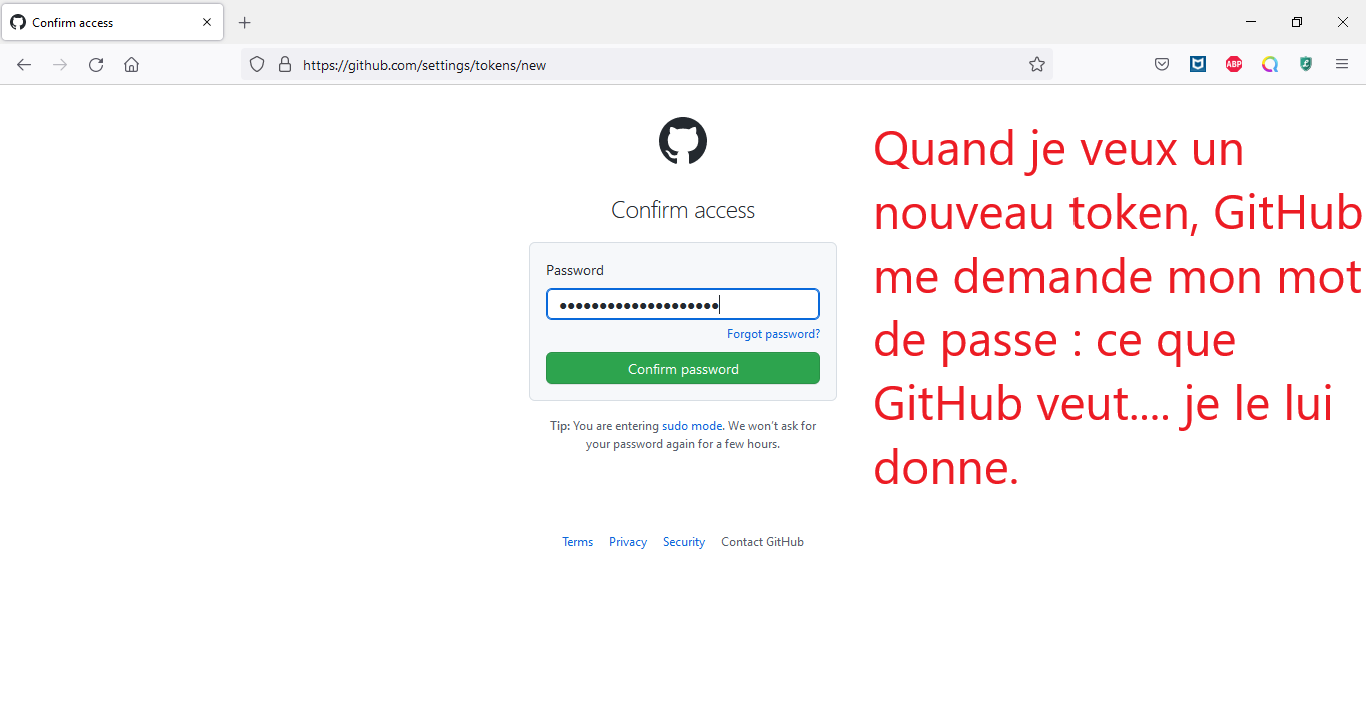 Confirm access
https://github.com/settings/tokens/new
ABP
Confirm access
Password
Forgot password?
Confirm password
Tip: You are entering sudo mode. We won't ask for
your password again for a few hours.
Terms Privacy Security Contact GitHub
Quand je veux un
nouveau token, GitHub
me demande mon mot
de passe : ce que
GitHub veut.... je le lui
donne.